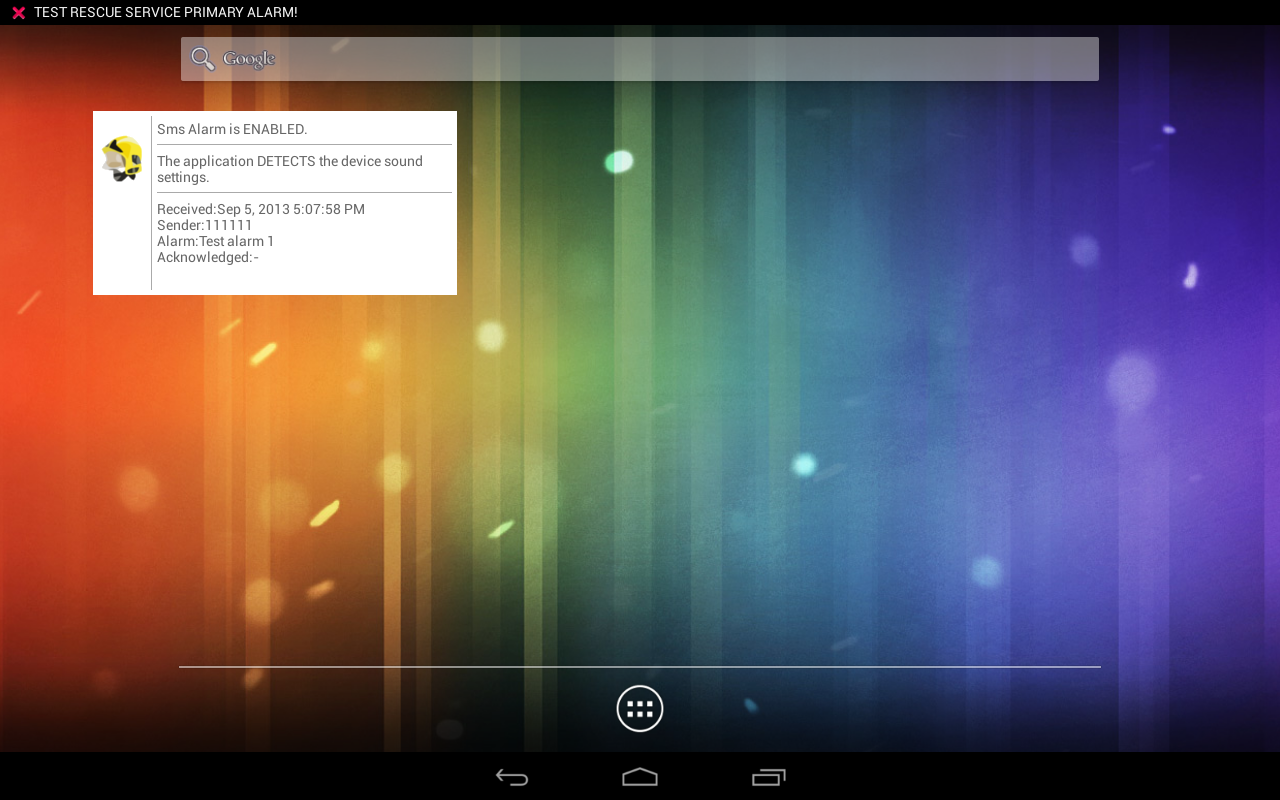 TEST RESCUE SERVICE PRIMARY ALARM!
Google
Sms Alarm is ENABLED.
The application DETECTS the device sound
settings.
Received:Sep 5, 2013 5:07:58 PM
Sender:111111
Alarm:Test alarm 1
Acknowledged:-